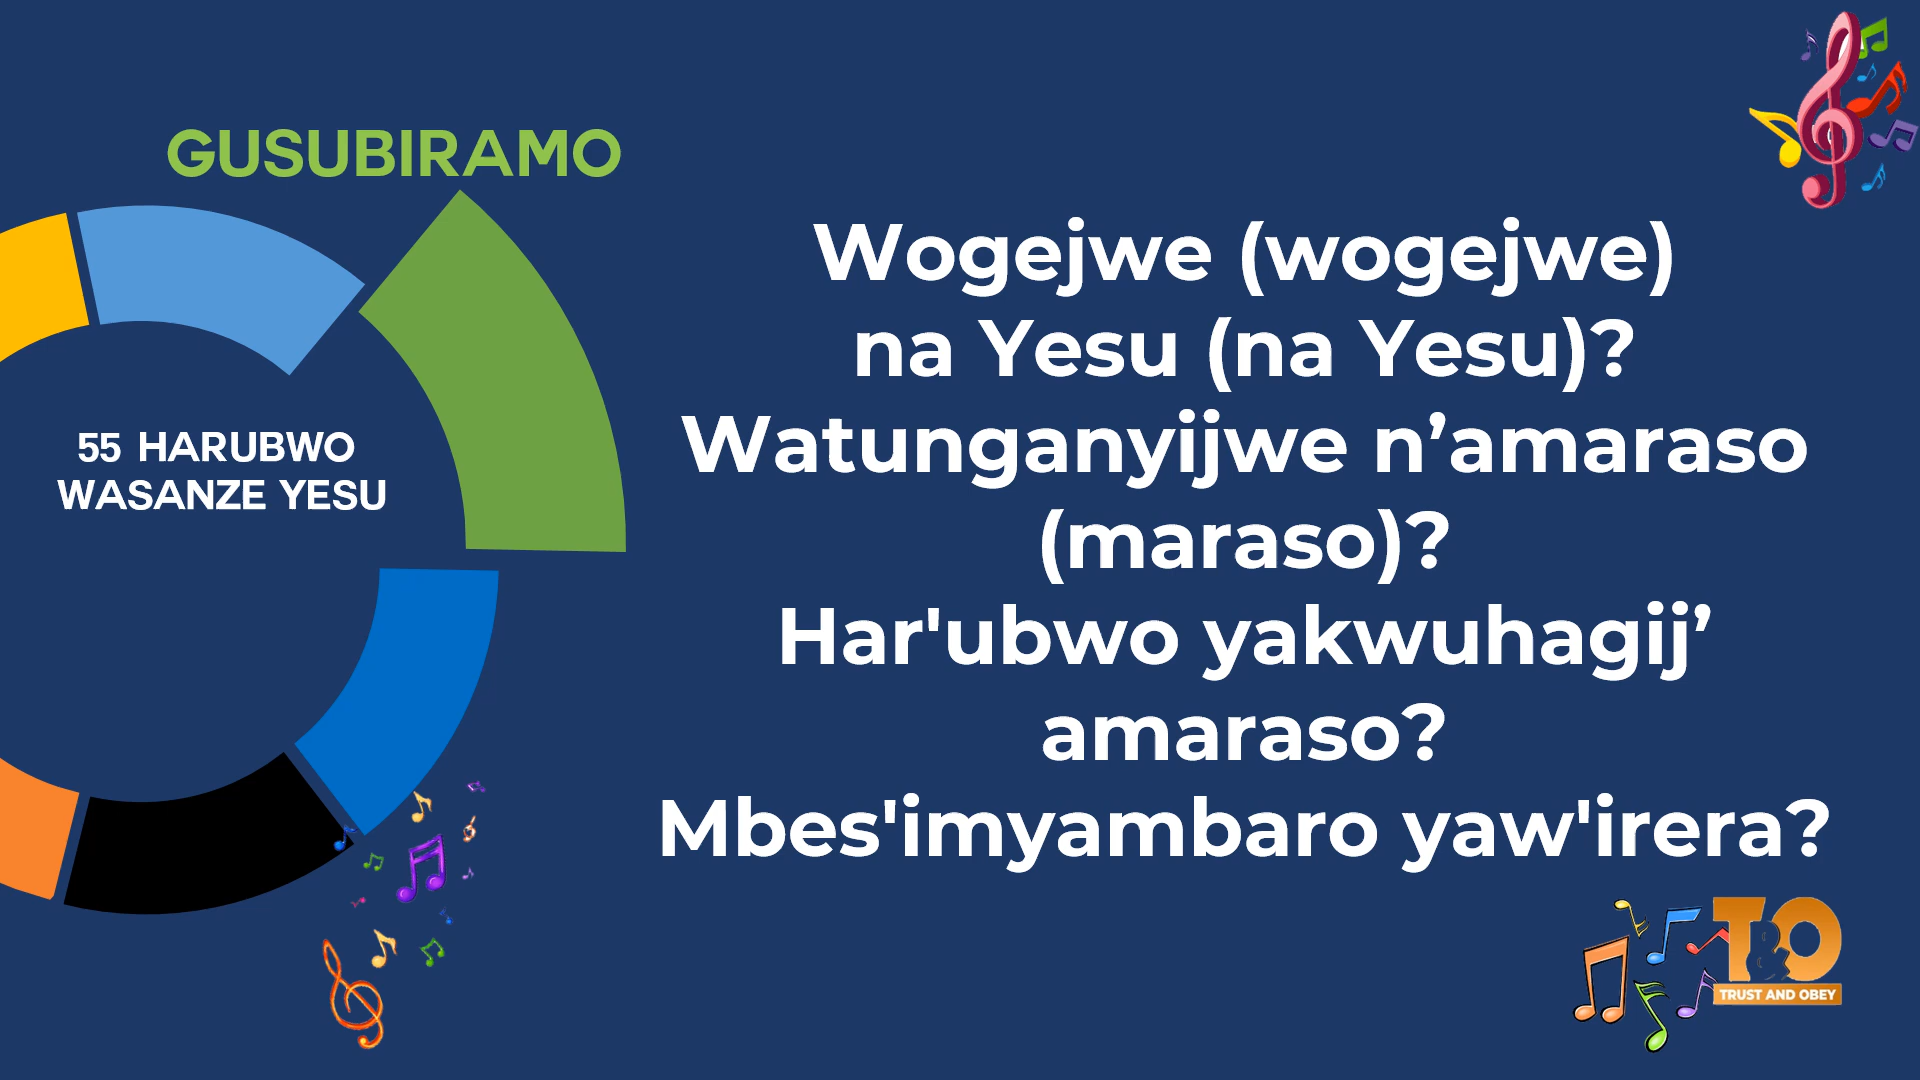 GUSUBIRAMO
55 HARUBWO
WASANZE YESU
Wogejwe (wogejwe)
na Yesu (na Yesu)?
Watunganyijwe n’amaraso
(maraso)?
Har'ubwo yakwuhagij’
amaraso?
Mbes'imyambaro yaw'irera?
T&O
TRUST AND OBEY